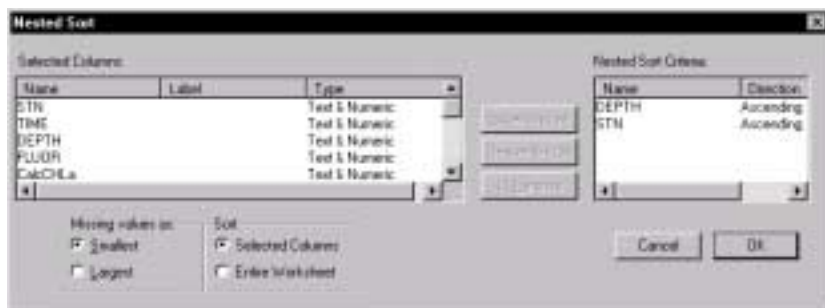 Nested Sort
Selected Columns:
Name Label Type
STN Text & Numeric
TIME Text & Numeric
DEPTH Text & Numeric
FLUOR Text & Numeric
CalcCHLa Text & Numeric
Nested Sort Criteria:
Name Direction
DEPTH Ascending
STN Ascending
Missing values as:
Smallest
Largest
Sort
Selected Columns
Entire Worksheet
Cancel
OK